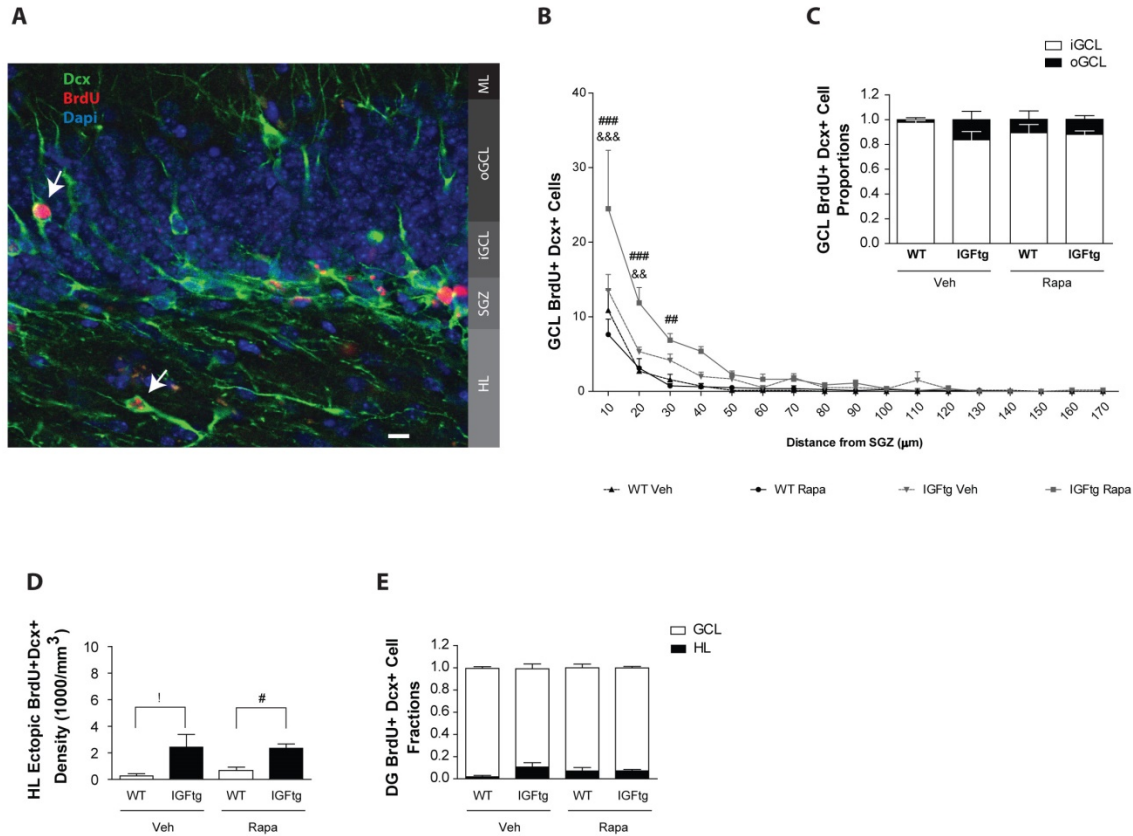 A
Dcx
BrdU
Dapi
ML
oGCL
iGCL
SGZ
HL
B
GCL BrdU+ Dcx+ Cells
40
30
20
10
0
###
&&&
###
&&
##
10 20 30 40 50 60 70 80 90 100 110 120 130 140 150 160 170
Distance from SGZ (µm)
WT Veh WT Rapa IGFtg Veh IGFtg Rapa
C
iGCL
oGCL
GCL BrdU+ Dcx+ Cell
Proportions
1.2
1.0
0.8
0.6
0.4
0.2
0.0
WT IGFtg WT IGFtg
Veh Rapa
D
HL Ectopic BrdU+Dcx+
Density (1000/mm³)
10
8
6
4
2
0
! #
WT IGFtg WT IGFtg
Veh Rapa
E
GCL
HL
DG BrdU+ Dcx+ Cell
Fractions
1.2
1.0
0.8
0.6
0.4
0.2
0.0
WT IGFtg WT IGFtg
Veh Rapa